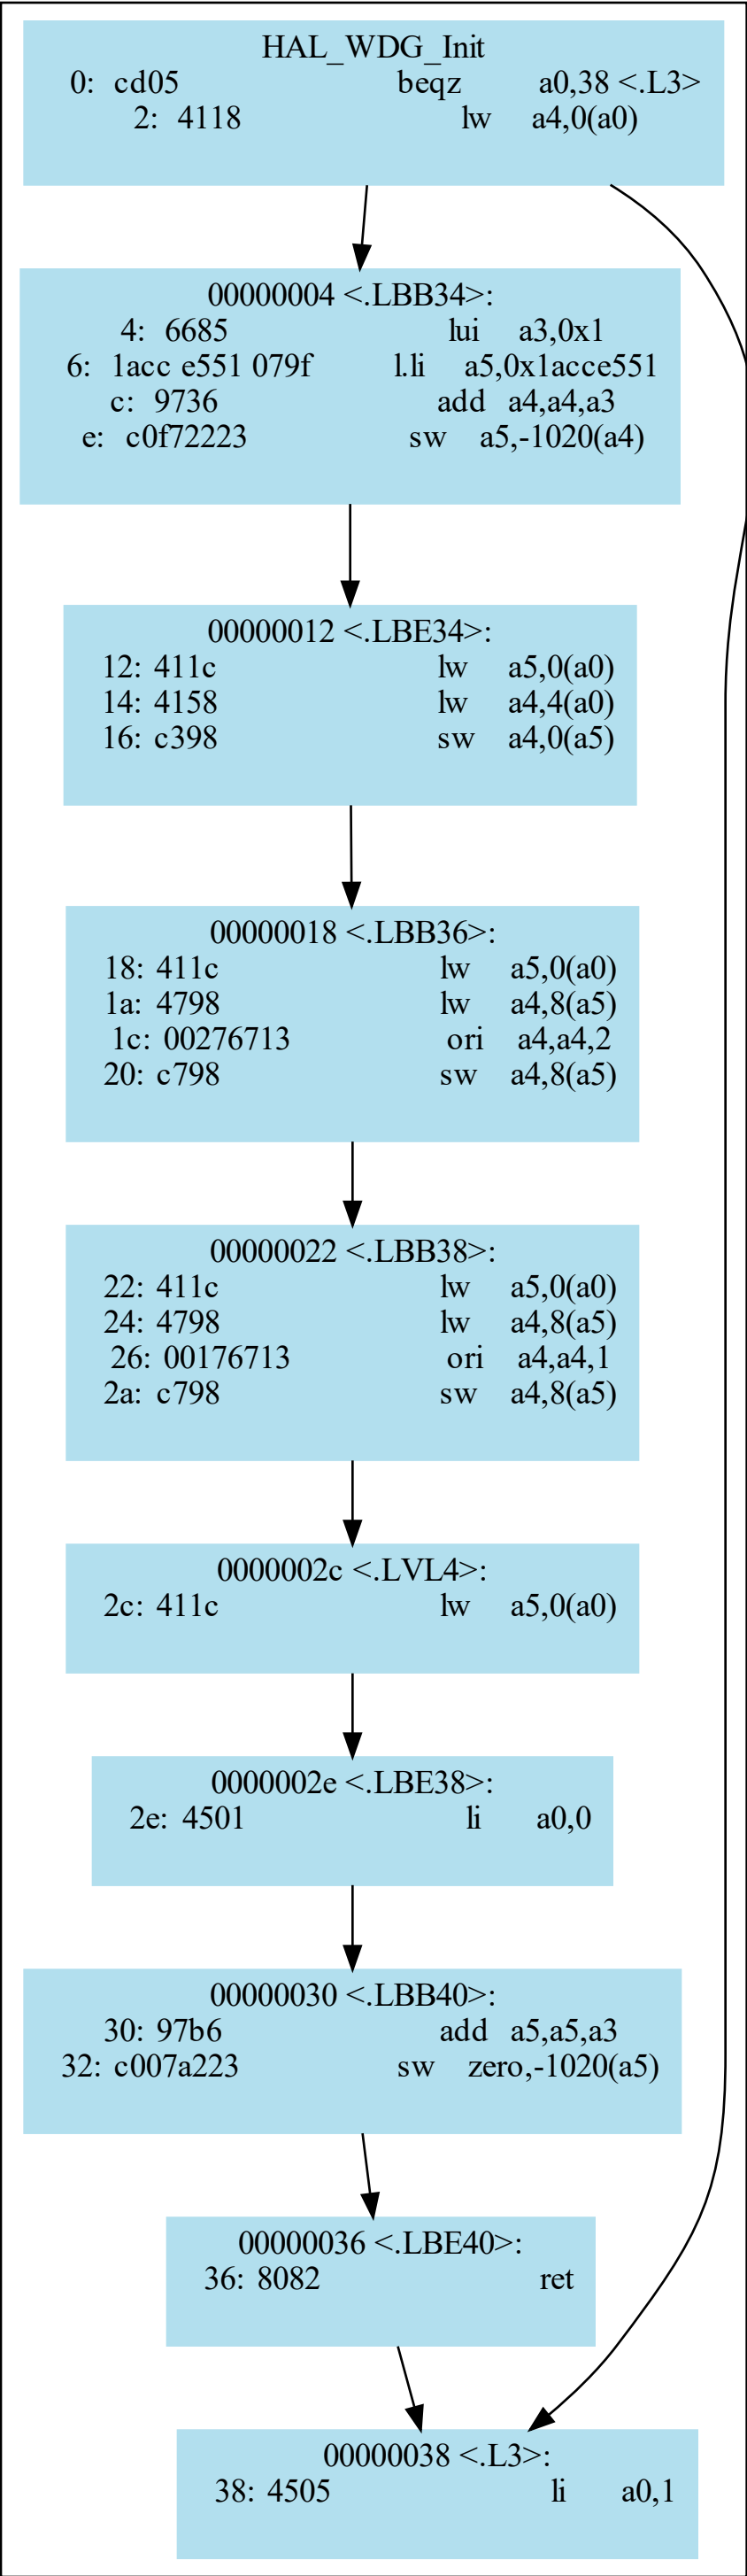 HAL_WDG_Init
0: cd05 beqz a0,38 <.L3>
2: 4118 lw a4,0(a0)
00000004 <.LBB34>:
4: 6685 lui a3,0x1
6: 1acc e551 079f l.li a5,0x1acce551
c: 9736 add a4,a4,a3
e: c0f72223 sw a5,-1020(a4)
00000012 <.LBE34>:
12: 411c lw a5,0(a0)
14: 4158 lw a4,4(a0)
16: c398 sw a4,0(a5)
00000018 <.LBB36>:
18: 411c lw a5,0(a0)
1a: 4798 lw a4,8(a5)
1c: 00276713 ori a4,a4,2
20: c798 sw a4,8(a5)
00000022 <.LBB38>:
22: 411c lw a5,0(a0)
24: 4798 lw a4,8(a5)
26: 00176713 ori a4,a4,1
2a: c798 sw a4,8(a5)
0000002c <.LVL4>:
2c: 411c lw a5,0(a0)
0000002e <.LBE38>:
2e: 4501 li a0,0
00000030 <.LBB40>:
30: 97b6 add a5,a5,a3
32: c007a223 sw zero,-1020(a5)
00000036 <.LBE40>:
36: 8082 ret
00000038 <.L3>:
38: 4505 li a0,1